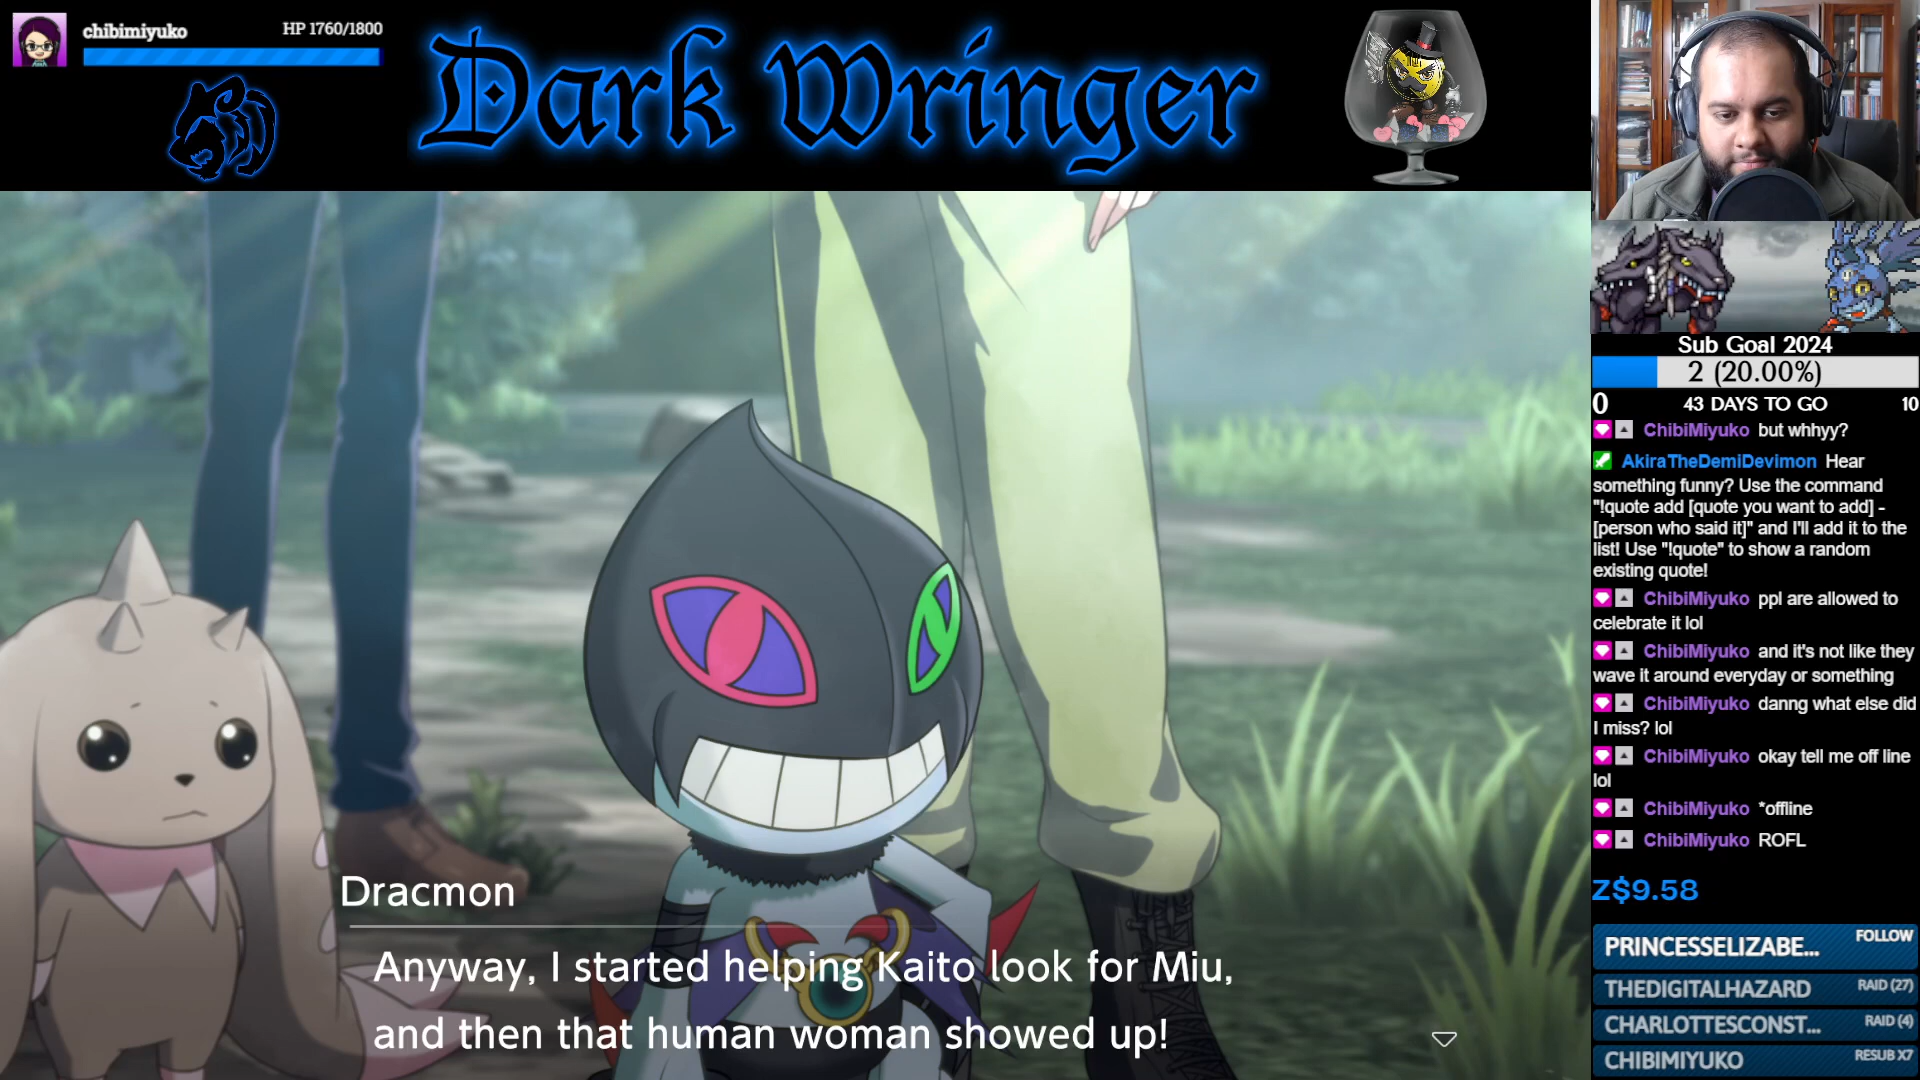 chibimiyuko
HP 1760/1800
Dark Wringer
Sub Goal 2024
2 (20.00%)
0
43 DAYS TO GO
10
ChibiMiyuko but whhyy?
AkiraTheDemiDevimon Hear
something funny? Use the command
"!quote add [quote you want to add] -
[person who said it]" and I'll add it to the
list! Use "!quote" to show a random
existing quote!
ChibiMiyuko ppl are allowed to
celebrate it lol
ChibiMiyuko and it's not like they
wave it around everyday or something
ChibiMiyuko danng what else did
I miss? lol
ChibiMiyuko okay tell me off line
lol
ChibiMiyuko *offline
ChibiMiyuko ROFL
Z$9.58
PRINCESSELIZABE...
FOLLOW
THEDIGITALHAZARD
RAID (27)
CHARLOTTESCONST...
RAID (4)
CHIBIMIYUKO
RESUB X7
Dracmon
Anyway, I started helping Kaito look for Miu,
and then that human woman showed up!